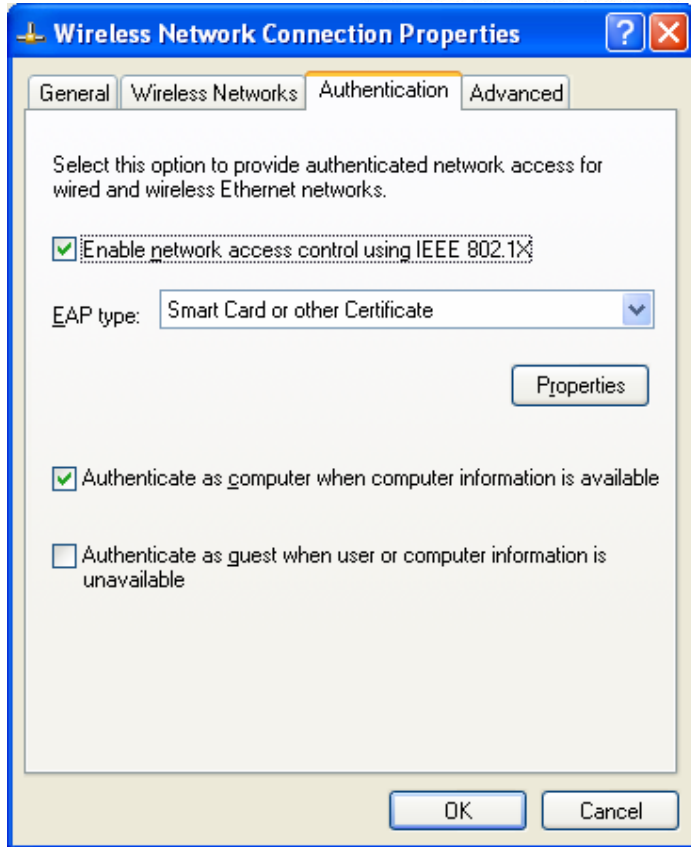 Wireless Network Connection Properties
General Wireless Networks Authentication Advanced
Select this option to provide authenticated network access for
wired and wireless Ethernet networks.
Enable network access control using IEEE 802.1X
EAP type: Smart Card or other Certificate
Properties
Authenticate as computer when computer information is available
Authenticate as guest when user or computer information is
unavailable
OK Cancel